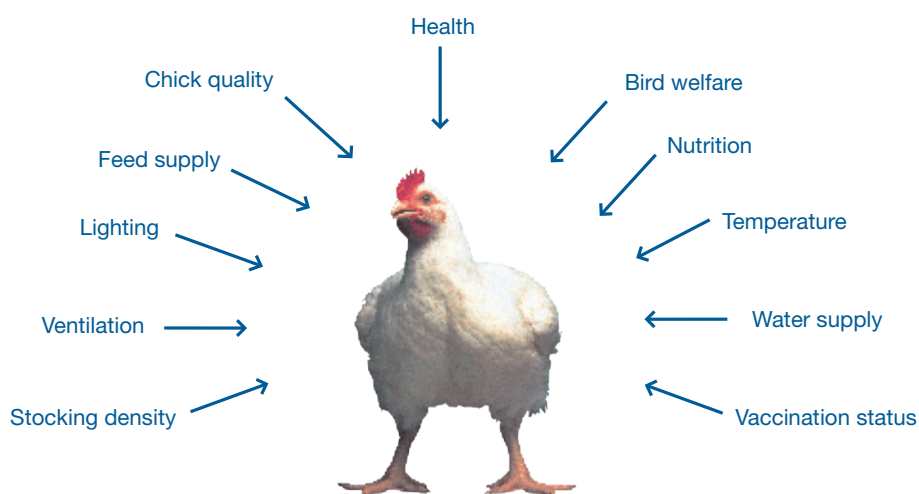 Health
Chick quality
Bird welfare
Feed supply
Nutrition
Lighting
Temperature
Ventilation
Water supply
Stocking density
Vaccination status